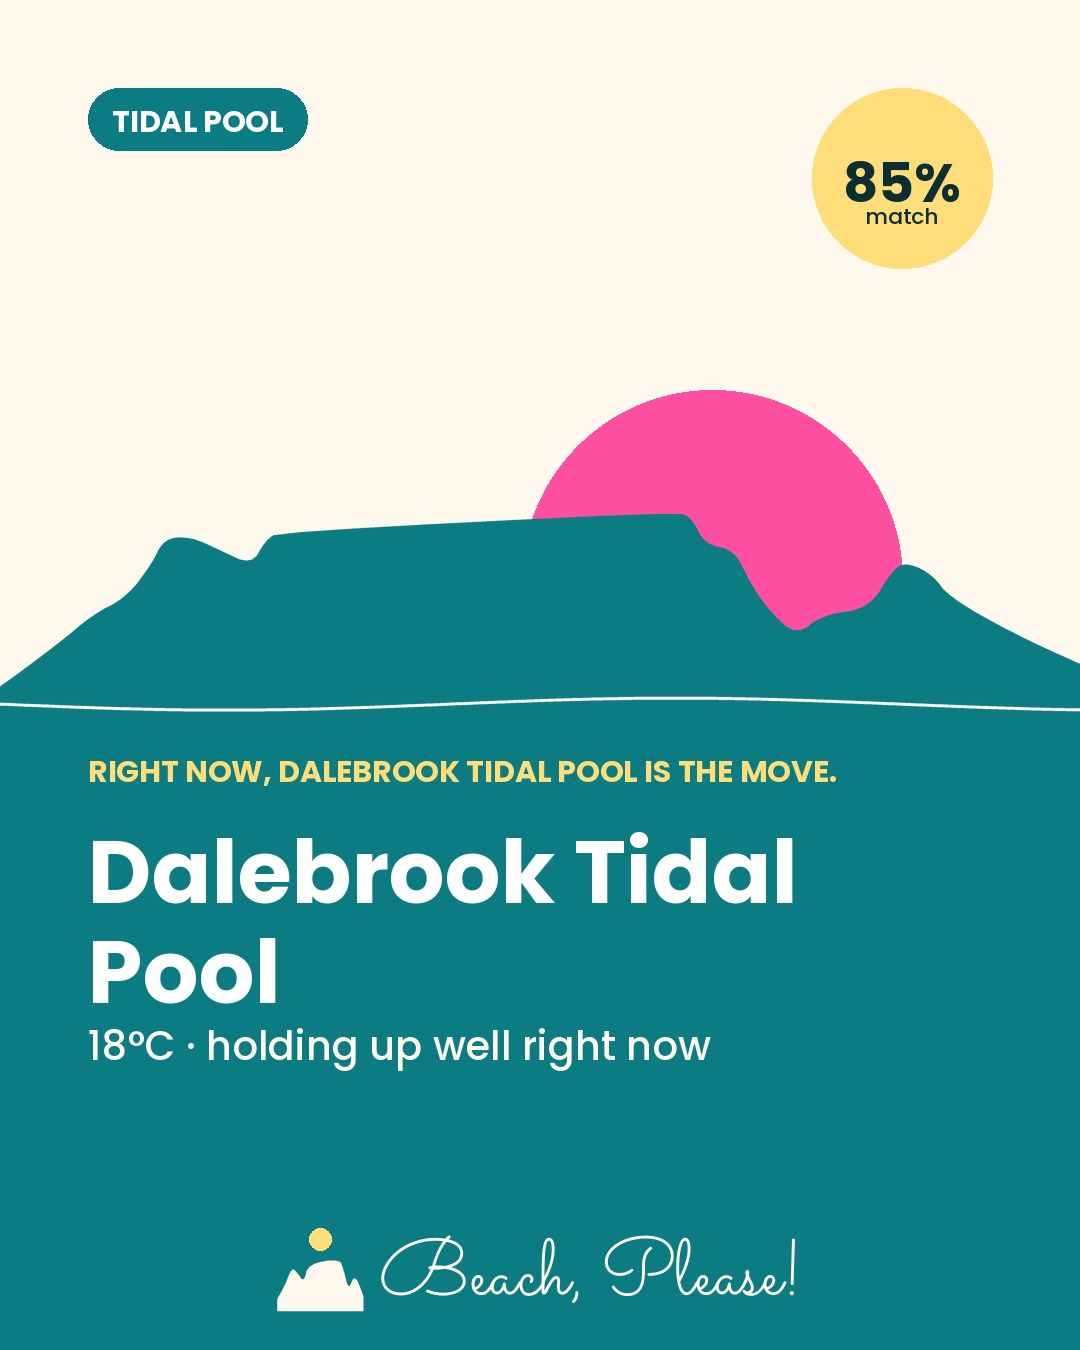 TIDAL POOL
85%
match
RIGHT NOW, DALEBROOK TIDAL POOL IS THE MOVE.
Dalebrook Tidal
Pool
18°C · holding up well right now
Beach, Please!